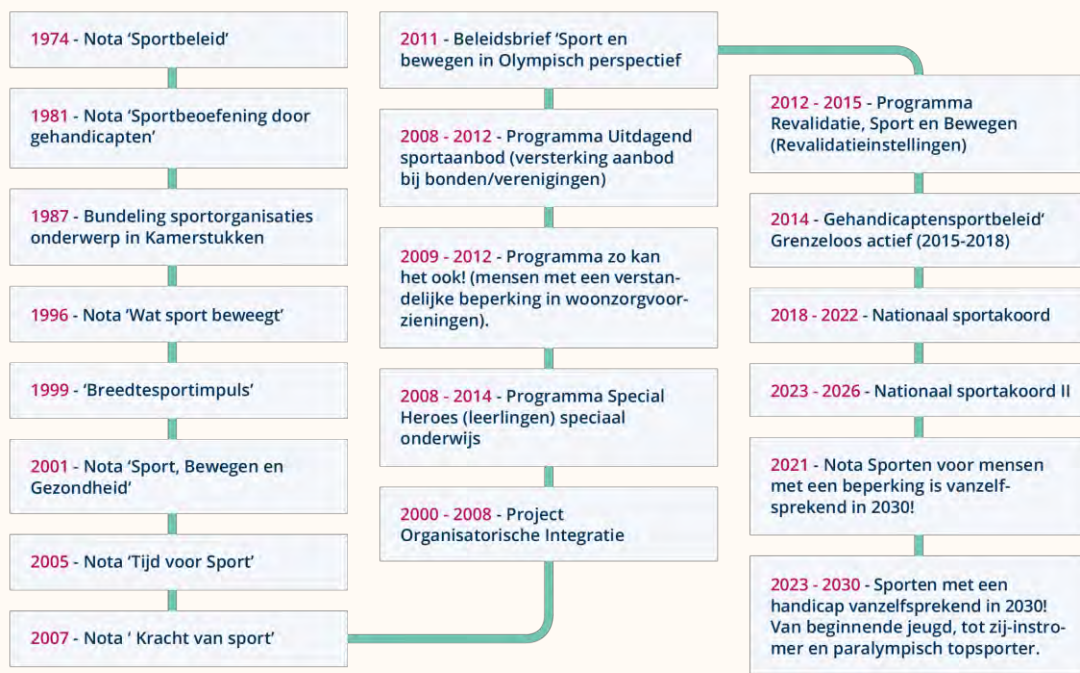 1974 - Nota ‘Sportbeleid’
1981 - Nota ‘Sportbeoefening door
gehandicapten’
1987 - Bundeling sportorganisaties
onderwerp in Kamerstukken
1996 - Nota ‘Wat sport beweegt’
1999 - ‘Breedtesportimpuls’
2001 - Nota ‘Sport, Bewegen en
Gezondheid’
2005 - Nota ‘Tijd voor Sport’
2007 - Nota ‘ Kracht van sport’
2011 - Beleidsbrief ‘Sport en
bewegen in Olympisch perspectief
2008 - 2012 - Programma Uitdagend
sportaanbod (versterking aanbod
bij bonden/verenigingen)
2009 - 2012 - Programma zo kan
het ook! (mensen met een verstan-
delijke beperking in woonzorgvoor-
zieningen).
2008 - 2014 - Programma Special
Heroes (leerlingen) speciaal
onderwijs
2000 - 2008 - Project
Organisatorische Integratie
2012 - 2015 - Programma
Revalidatie, Sport en Bewegen
(Revalidatieinstellingen)
2014 - Gehandicaptensportbeleid‘
Grenzeloos actief (2015-2018)
2018 - 2022 - Nationaal sportakoord
2023 - 2026 - Nationaal sportakoord II
2021 - Nota Sporten voor mensen
met een beperking is vanzelf-
sprekend in 2030!
2023 - 2030 - Sporten met een
handicap vanzelfsprekend in 2030!
Van beginnende jeugd, tot zij-instro-
mer en paralympisch topsporter.